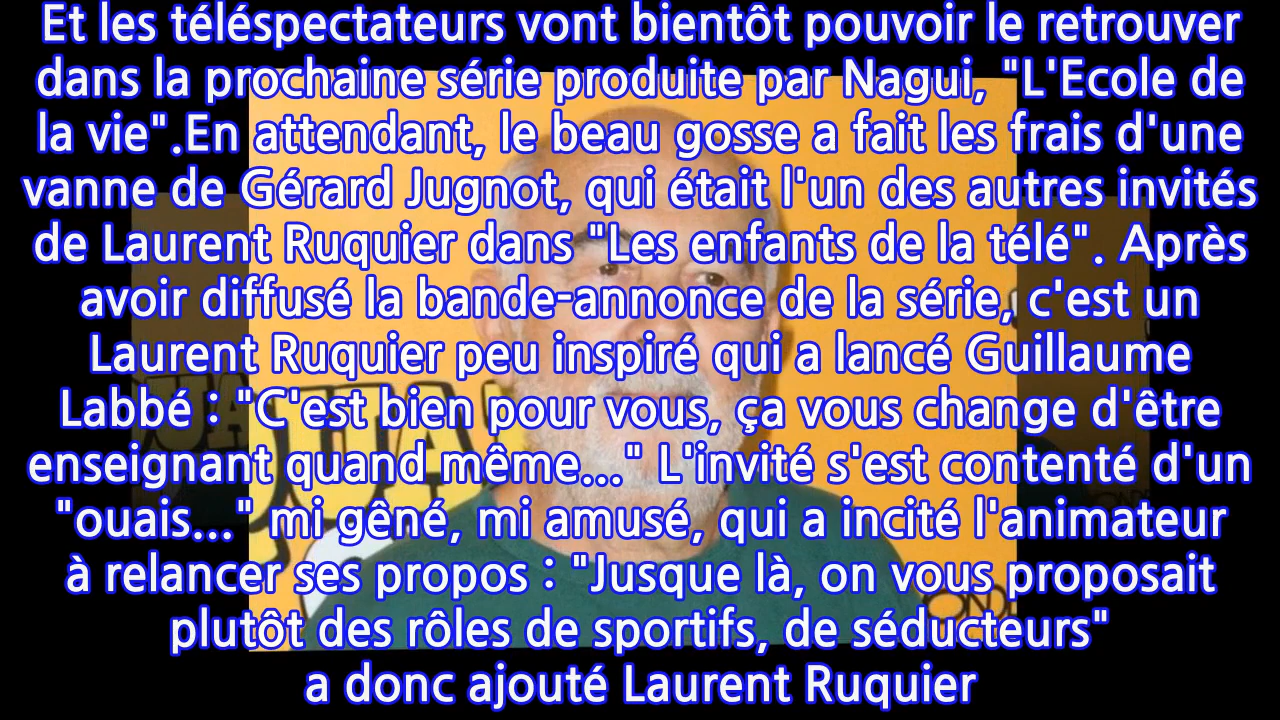 Et les téléspectateurs vont bientôt pouvoir le retrouver
dans la prochaine série produite par Nagui, "L'Ecole de
la vie".En attendant, le beau gosse a fait les frais d'une
vanne de Gérard Jugnot, qui était l'un des autres invités
de Laurent Ruquier dans "Les enfants de la télé". Après
avoir diffusé la bande-annonce de la série, c'est un
Laurent Ruquier peu inspiré qui a lancé Guillaume
Labbé : "C'est bien pour vous, ça vous change d'être
enseignant quand même..." L'invité s'est contenté d'un
"ouais..." mi gêné, mi amusé, qui a incité l'animateur
à relancer ses propos : "Jusque là, on vous proposait
plutôt des rôles de sportifs, de séducteurs"
a donc ajouté Laurent Ruquier